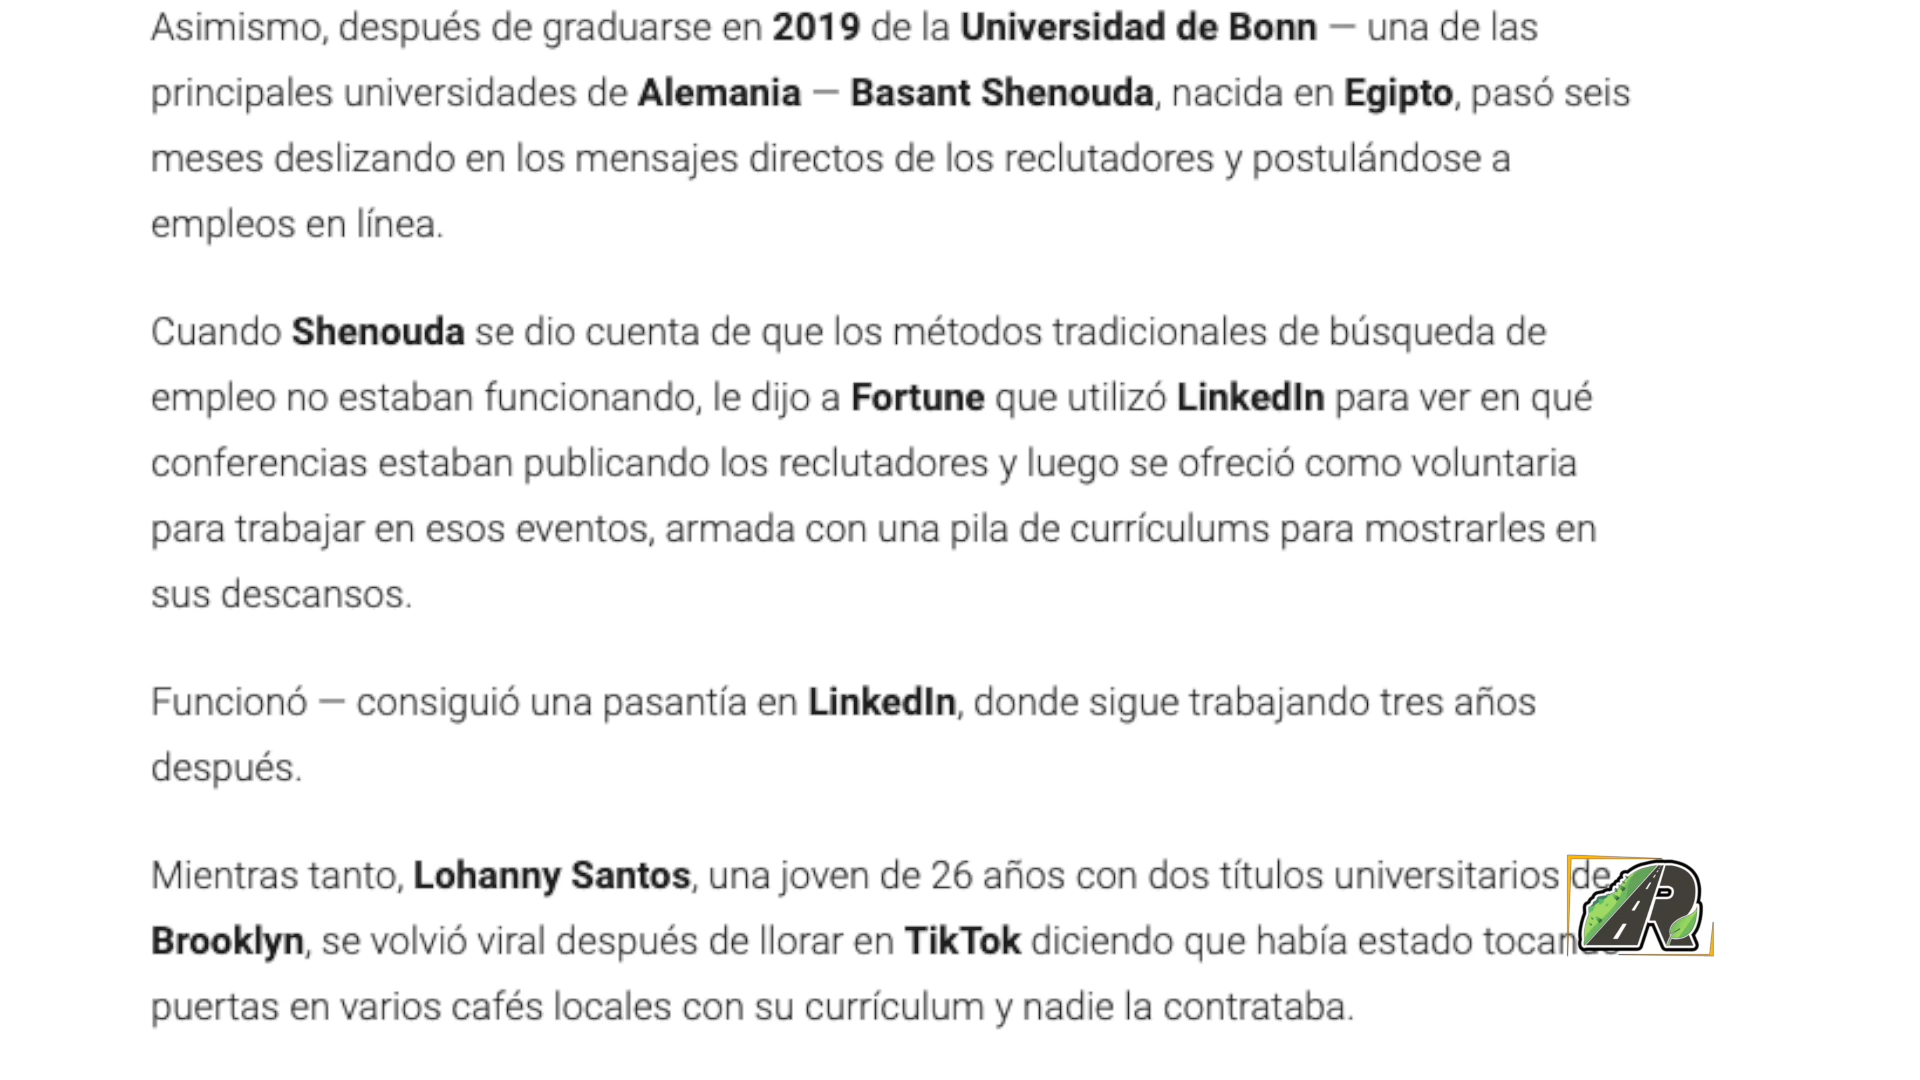 Asimismo, después de graduarse en 2019 de la Universidad de Bonn — una de las
principales universidades de Alemania — Basant Shenouda, nacida en Egipto, pasó seis
meses deslizando en los mensajes directos de los reclutadores y postulándose a
empleos en línea.
Cuando Shenouda se dio cuenta de que los métodos tradicionales de búsqueda de
empleo no estaban funcionando, le dijo a Fortune que utilizó LinkedIn para ver en qué
conferencias estaban publicando los reclutadores y luego se ofreció como voluntaria
para trabajar en esos eventos, armada con una pila de currículums para mostrarles en
sus descansos.
Funcionó — consiguió una pasantía en LinkedIn, donde sigue trabajando tres años
después.
Mientras tanto, Lohanny Santos, una joven de 26 años con dos títulos universitarios de
Brooklyn, se volvió viral después de llorar en TikTok diciendo que había estado
puertas en varios cafés locales con su currículum y nadie la contrataba.